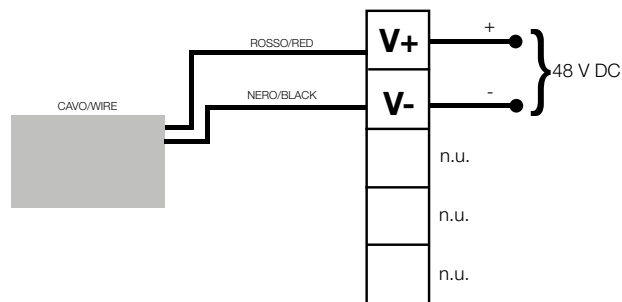 ROSSO/RED
V+
+
48 V DC
CAVO/WIRE
NERO/BLACK
V-
-
n.u.
n.u.
n.u.